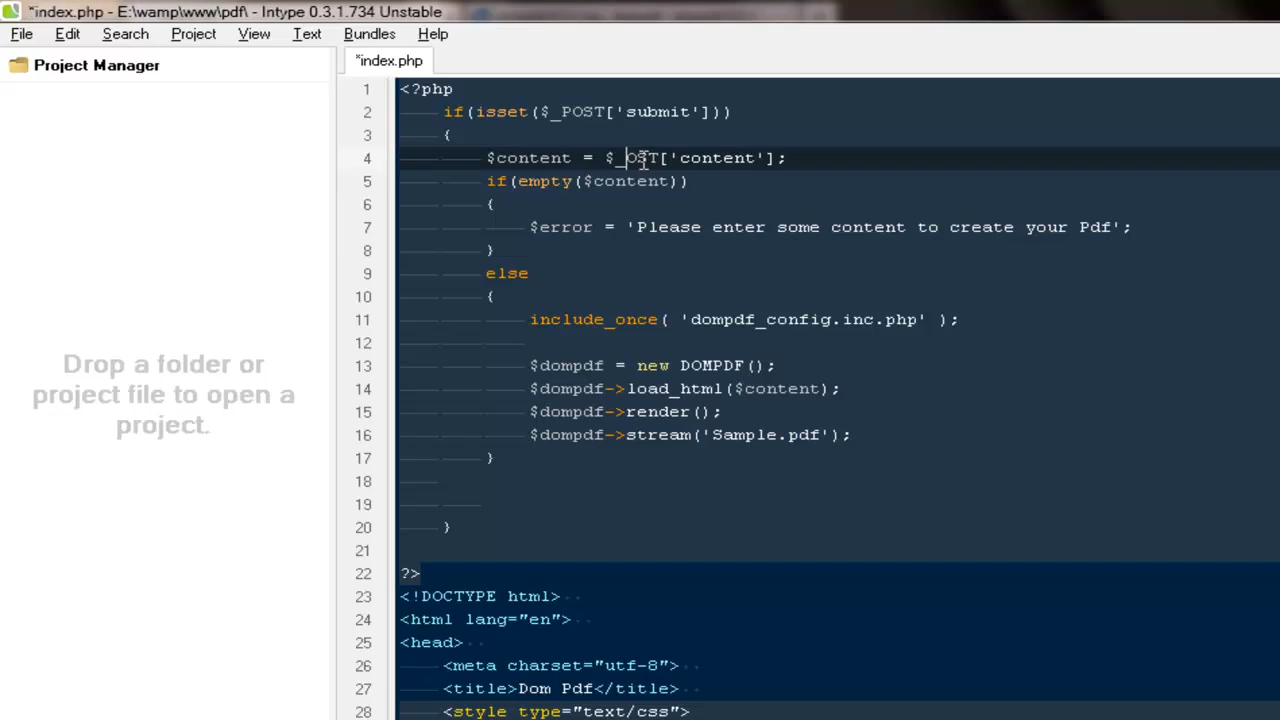 *index.php - E:\wamp\www\pdf\ - Intype 0.3.1.734 Unstable
File Edit Search Project View Text Bundles Help
Project Manager
*index.php
Drop a folder or
project file to open a
project.
1 <?php
2 if(isset($_POST['submit']))
3 {
4 $content = $_OST['content'];
5 if(empty($content))
6 {
7 $error = 'Please enter some content to create your Pdf';
8 }
9 else
10 {
11 include_once( 'dompdf_config.inc.php' );
12
13 $dompdf = new DOMPDF();
14 $dompdf->load_html($content);
15 $dompdf->render();
16 $dompdf->stream('Sample.pdf');
17 }
18
19
20 }
21
22 ?>
23 <!DOCTYPE html>
24 <html lang="en">
25 <head>
26 <meta charset="utf-8">
27 <title>Dom Pdf</title>
28 <style type="text/css">